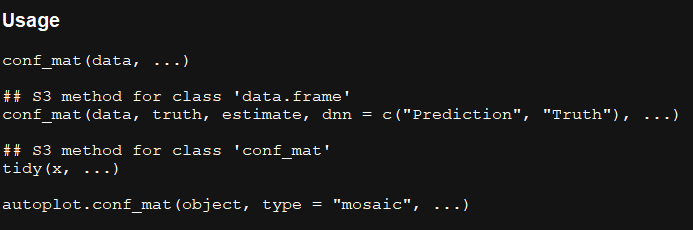 Usage
conf_mat(data, ...)
## S3 method for class 'data.frame'
conf_mat(data, truth, estimate, dnn = c("Prediction", "Truth"), ...)
## S3 method for class 'conf_mat'
tidy(x, ...)
autoplot.conf_mat(object, type = "mosaic", ...)